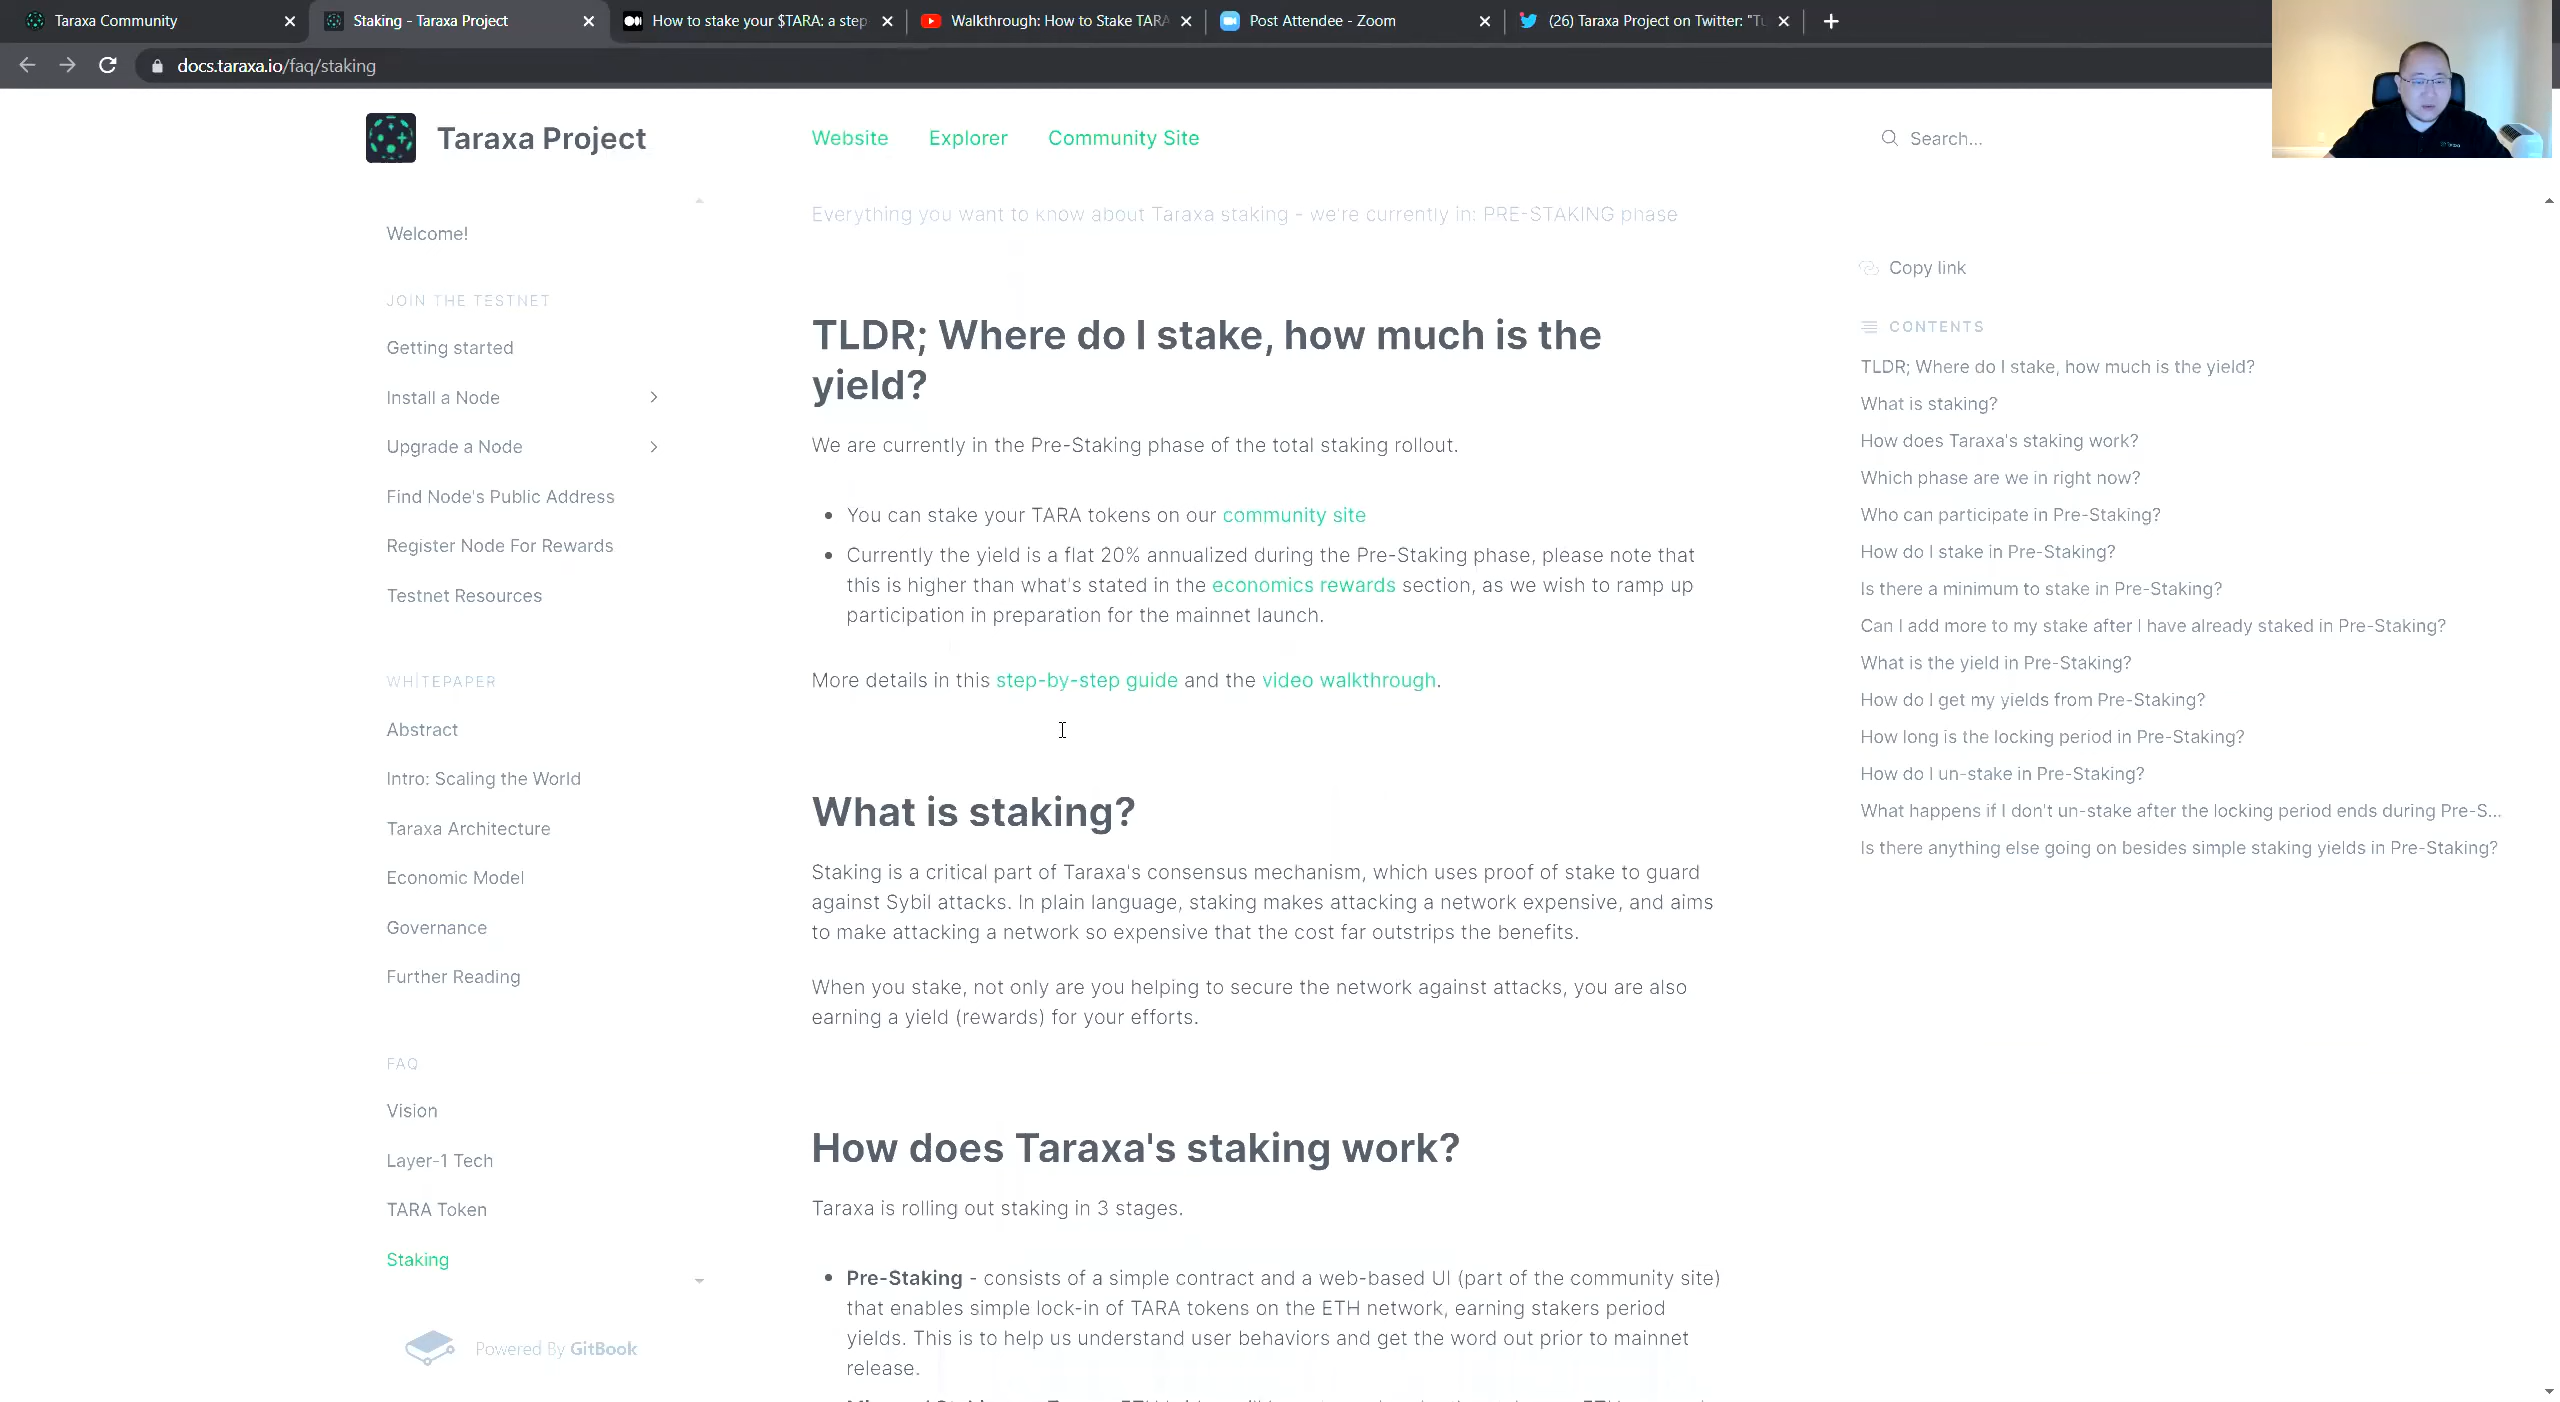 Taraxa Community
Staking - Taraxa Project
How to stake your $TARA: a step
Walkthrough: How to Stake TARA
Post Attendee - Zoom
(26) Taraxa Project on Twitter: "Tu
docs.taraxa.io/faq/staking
Taraxa Project
Website
Explorer
Community Site
Search...
Welcome!
JOIN THE TESTNET
Getting started
Install a Node
Upgrade a Node
Find Node's Public Address
Register Node For Rewards
Testnet Resources
WHITEPAPER
Abstract
Intro: Scaling the World
Taraxa Architecture
Economic Model
Governance
Further Reading
FAQ
Vision
Layer-1 Tech
TARA Token
Staking
Powered By GitBook
Everything you want to know about Taraxa staking - we're currently in: PRE-STAKING phase
TLDR; Where do I stake, how much is the
yield?
We are currently in the Pre-Staking phase of the total staking rollout.
You can stake your TARA tokens on our community site
Currently the yield is a flat 20% annualized during the Pre-Staking phase, please note that
this is higher than what's stated in the economics rewards section, as we wish to ramp up
participation in preparation for the mainnet launch.
More details in this step-by-step guide and the video walkthrough.
What is staking?
Staking is a critical part of Taraxa's consensus mechanism, which uses proof of stake to guard
against Sybil attacks. In plain language, staking makes attacking a network expensive, and aims
to make attacking a network so expensive that the cost far outstrips the benefits.
When you stake, not only are you helping to secure the network against attacks, you are also
earning a yield (rewards) for your efforts.
How does Taraxa's staking work?
Taraxa is rolling out staking in 3 stages.
Pre-Staking - consists of a simple contract and a web-based UI (part of the community site)
that enables simple lock-in of TARA tokens on the ETH network, earning stakers period
yields. This is to help us understand user behaviors and get the word out prior to mainnet
release.
Copy link
CONTENTS
TLDR; Where do I stake, how much is the yield?
What is staking?
How does Taraxa's staking work?
Which phase are we in right now?
Who can participate in Pre-Staking?
How do I stake in Pre-Staking?
Is there a minimum to stake in Pre-Staking?
Can I add more to my stake after I have already staked in Pre-Staking?
What is the yield in Pre-Staking?
How do I get my yields from Pre-Staking?
How long is the locking period in Pre-Staking?
How do I un-stake in Pre-Staking?
What happens if I don't un-stake after the locking period ends during Pre-S...
Is there anything else going on besides simple staking yields in Pre-Staking?